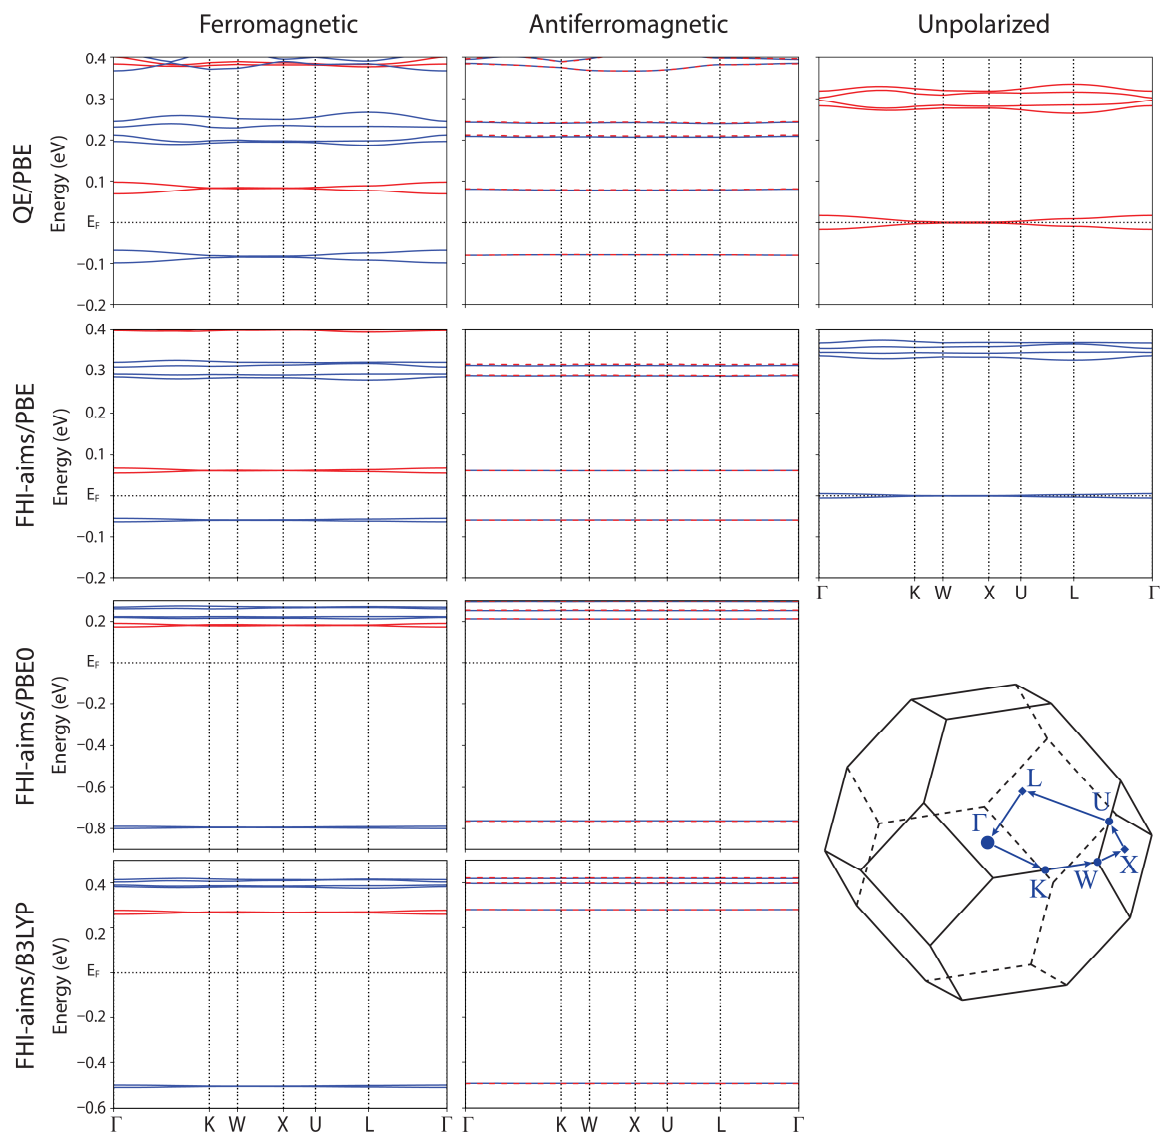 Ferromagnetic Antiferromagnetic Unpolarized
QE/PBE
Energy (eV)
0.4
0.3
0.2
0.1
EF
−0.1
−0.2
FHI-aims/PBE
Energy (eV)
0.4
0.3
0.2
0.1
EF
−0.1
−0.2
Γ K W X U L Γ
FHI-aims/PBE0
Energy (eV)
0.2
EF
−0.2
−0.4
−0.6
−0.8
L
U
Γ
X
W
K
FHI-aims/B3LYP
Energy (eV)
0.4
0.2
EF
−0.2
−0.4
−0.6
Γ K W X U L Γ Γ K W X U L Γ